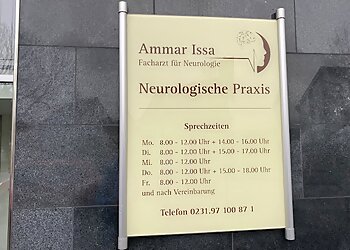 Ammar Issa
Facharzt für Neurologie
Neurologische Praxis
Sprechzeiten
Mo. 8.00 - 12.00 Uhr + 14.00 - 16.00 Uhr
Di. 8.00 - 12.00 Uhr + 15.00 - 17.00 Uhr
Mi. 8.00 - 12.00 Uhr
Do. 8.00 - 12.00 Uhr + 15.00 - 18.00 Uhr
Fr. 8.00 - 12.00 Uhr
und nach Vereinbarung
Telefon 0231.97 100 87 1